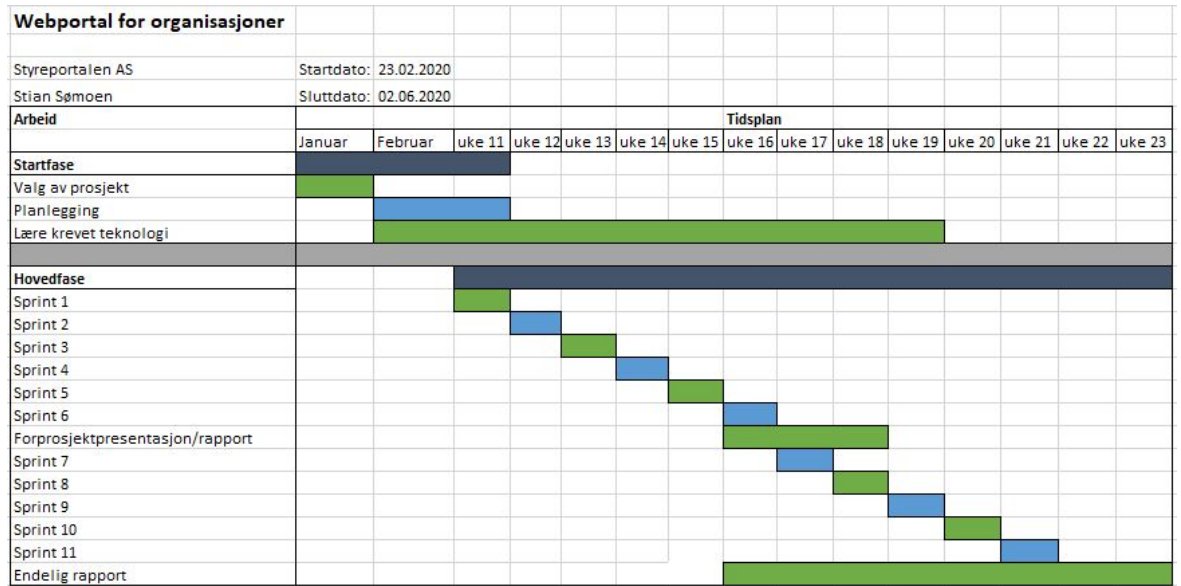 Webportal for organisasjoner
Styreportalen AS Startdato: 23.02.2020
Stian Sømoen Sluttdato: 02.06.2020
Arbeid Tidsplan
Januar Februar uke 11 uke 12 uke 13 uke 14 uke 15 uke 16 uke 17 uke 18 uke 19 uke 20 uke 21 uke 22 uke 23
Startfase
Valg av prosjekt
Planlegging
Lære krevet teknologi
Hovedfase
Sprint 1
Sprint 2
Sprint 3
Sprint 4
Sprint 5
Sprint 6
Forprosjektpresentasjon/rapport
Sprint 7
Sprint 8
Sprint 9
Sprint 10
Sprint 11
Endelig rapport